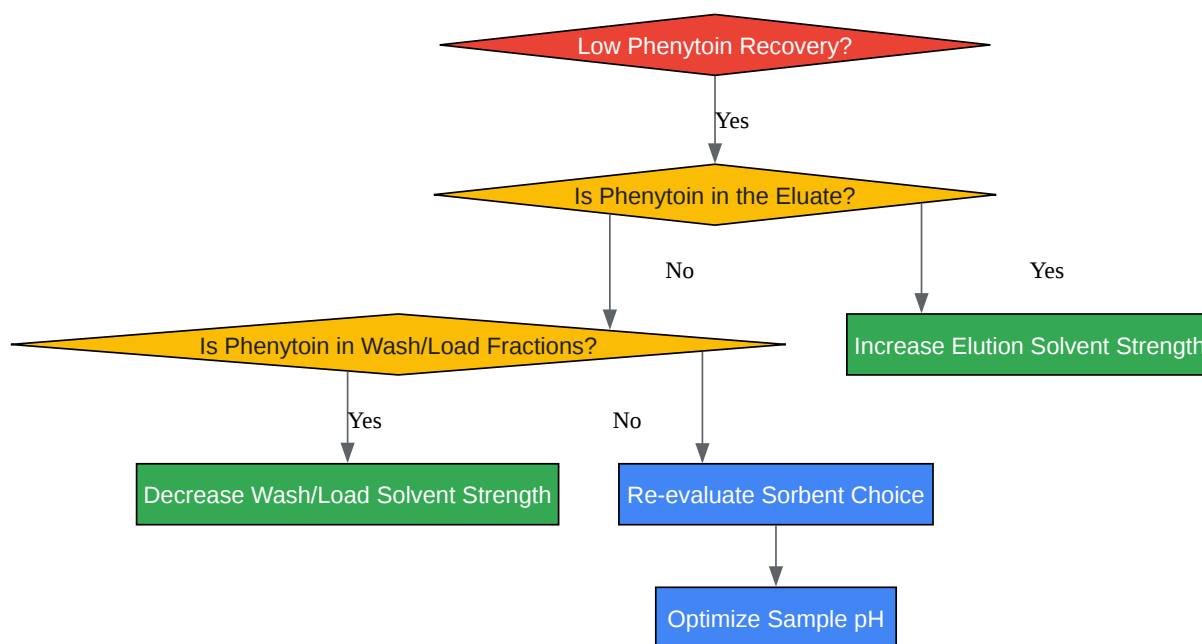 Low Phenytoin Recovery?
Yes
Is Phenytoin in the Eluate?
No
Yes
Is Phenytoin in Wash/Load Fractions?
Increase Elution Solvent Strength
Yes
No
Decrease Wash/Load Solvent Strength
Re-evaluate Sorbent Choice
Optimize Sample pH